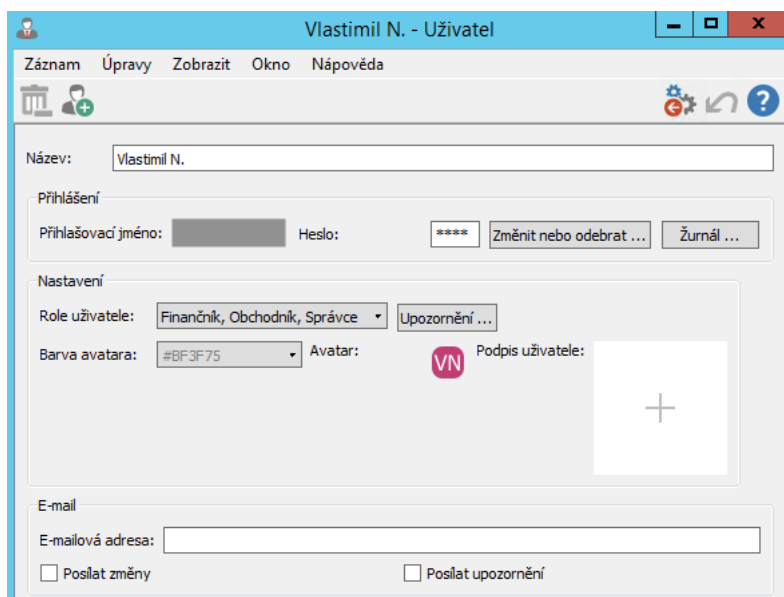 Vlastimil N. - Uživatel
Záznam Úpravy Zobrazit Okno Nápověda
Název: Vlastimil N.
Přihlášení
Přihlašovací jméno: Heslo: **** Změnit nebo odebrat ... Žurnál ...
Nastavení
Role uživatele: Finančník, Obchodník, Správce Upozornění ...
Barva avatara: #BF3F75 Avatar: VN Podpis uživatele:
E-mail
E-mailová adresa:
Posílat změny Posílat upozornění